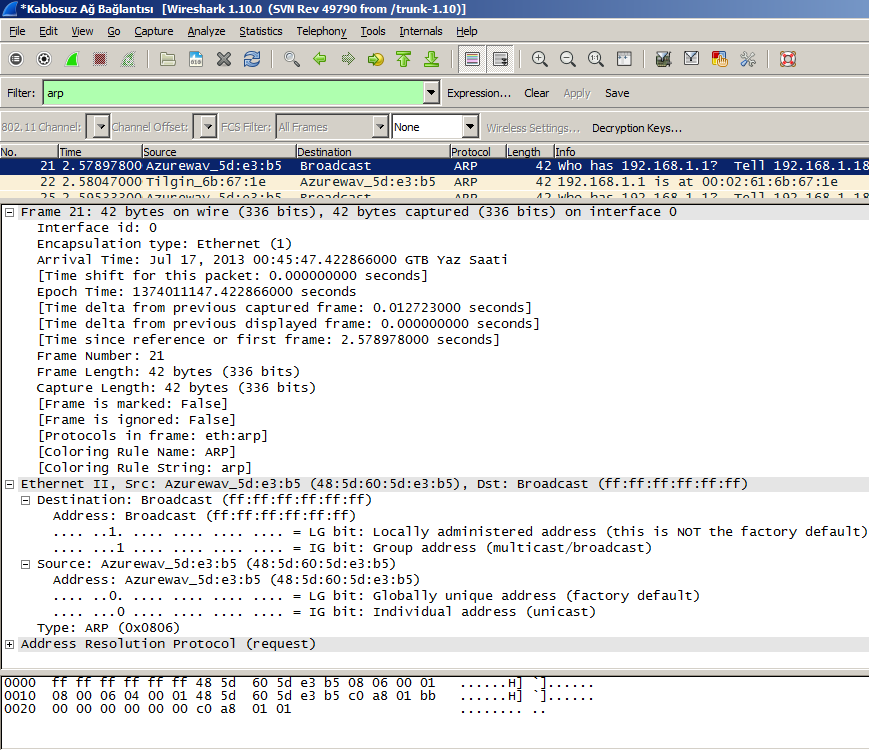 *Kablosuz Ağ Bağlantısı [Wireshark 1.10.0 (SVN Rev 49790 from /trunk-1.10)]
File Edit View Go Capture Analyze Statistics Telephony Tools Internals Help
Filter: arp Expression... Clear Apply Save
802.11 Channel: Channel Offset: FCS Filter: All Frames None Wireless Settings... Decryption Keys...
No. Time Source Destination Protocol Length Info
21 2.57897800 Azurewav_5d:e3:b5 Broadcast ARP 42 Who has 192.168.1.1? Tell 192.168.1.18
22 2.58047000 Tilgin_6b:67:1e Azurewav_5d:e3:b5 ARP 42 192.168.1.1 is at 00:02:61:6b:67:1e
25 2.59533300 Azurewav_5d:e3:b5 Broadcast ARP 42 Who has 192.168.1.1? Tell 192.168.1.18
Frame 21: 42 bytes on wire (336 bits), 42 bytes captured (336 bits) on interface 0
Interface id: 0
Encapsulation type: Ethernet (1)
Arrival Time: Jul 17, 2013 00:45:47.422866000 GTB Yaz Saati
[Time shift for this packet: 0.000000000 seconds]
Epoch Time: 1374011147.422866000 seconds
[Time delta from previous captured frame: 0.012723000 seconds]
[Time delta from previous displayed frame: 0.000000000 seconds]
[Time since reference or first frame: 2.578978000 seconds]
Frame Number: 21
Frame Length: 42 bytes (336 bits)
Capture Length: 42 bytes (336 bits)
[Frame is marked: False]
[Frame is ignored: False]
[Protocols in frame: eth:arp]
[Coloring Rule Name: ARP]
[Coloring Rule String: arp]
Ethernet II, Src: Azurewav_5d:e3:b5 (48:5d:60:5d:e3:b5), Dst: Broadcast (ff:ff:ff:ff:ff:ff)
Destination: Broadcast (ff:ff:ff:ff:ff:ff)
Address: Broadcast (ff:ff:ff:ff:ff:ff)
.... ..1. .... .... .... .... = LG bit: Locally administered address (this is NOT the factory default)
.... ...1 .... .... .... .... = IG bit: Group address (multicast/broadcast)
Source: Azurewav_5d:e3:b5 (48:5d:60:5d:e3:b5)
Address: Azurewav_5d:e3:b5 (48:5d:60:5d:e3:b5)
.... ..0. .... .... .... .... = LG bit: Globally unique address (factory default)
.... ...0 .... .... .... .... = IG bit: Individual address (unicast)
Type: ARP (0x0806)
Address Resolution Protocol (request)
0000 ff ff ff ff ff ff 48 5d 60 5d e3 b5 08 06 00 01 ......H] `]......
0010 08 00 06 04 00 01 48 5d 60 5d e3 b5 c0 a8 01 bb ......H] `]......
0020 00 00 00 00 00 00 c0 a8 01 01 ........ ..